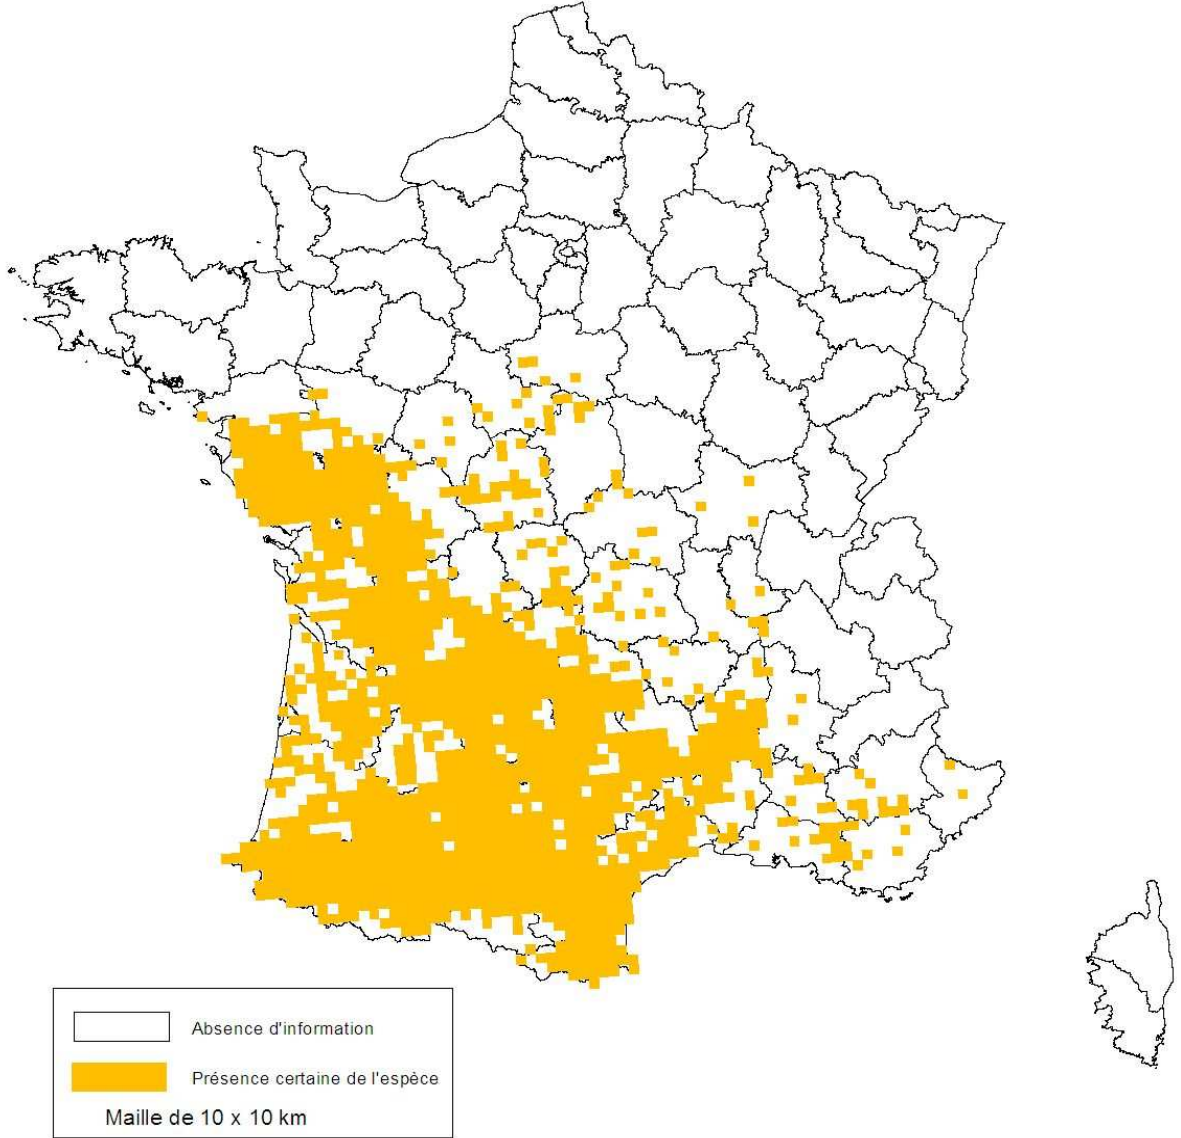 Absence d'information
Présence certaine de l'espèce
Maille de 10 x 10 km